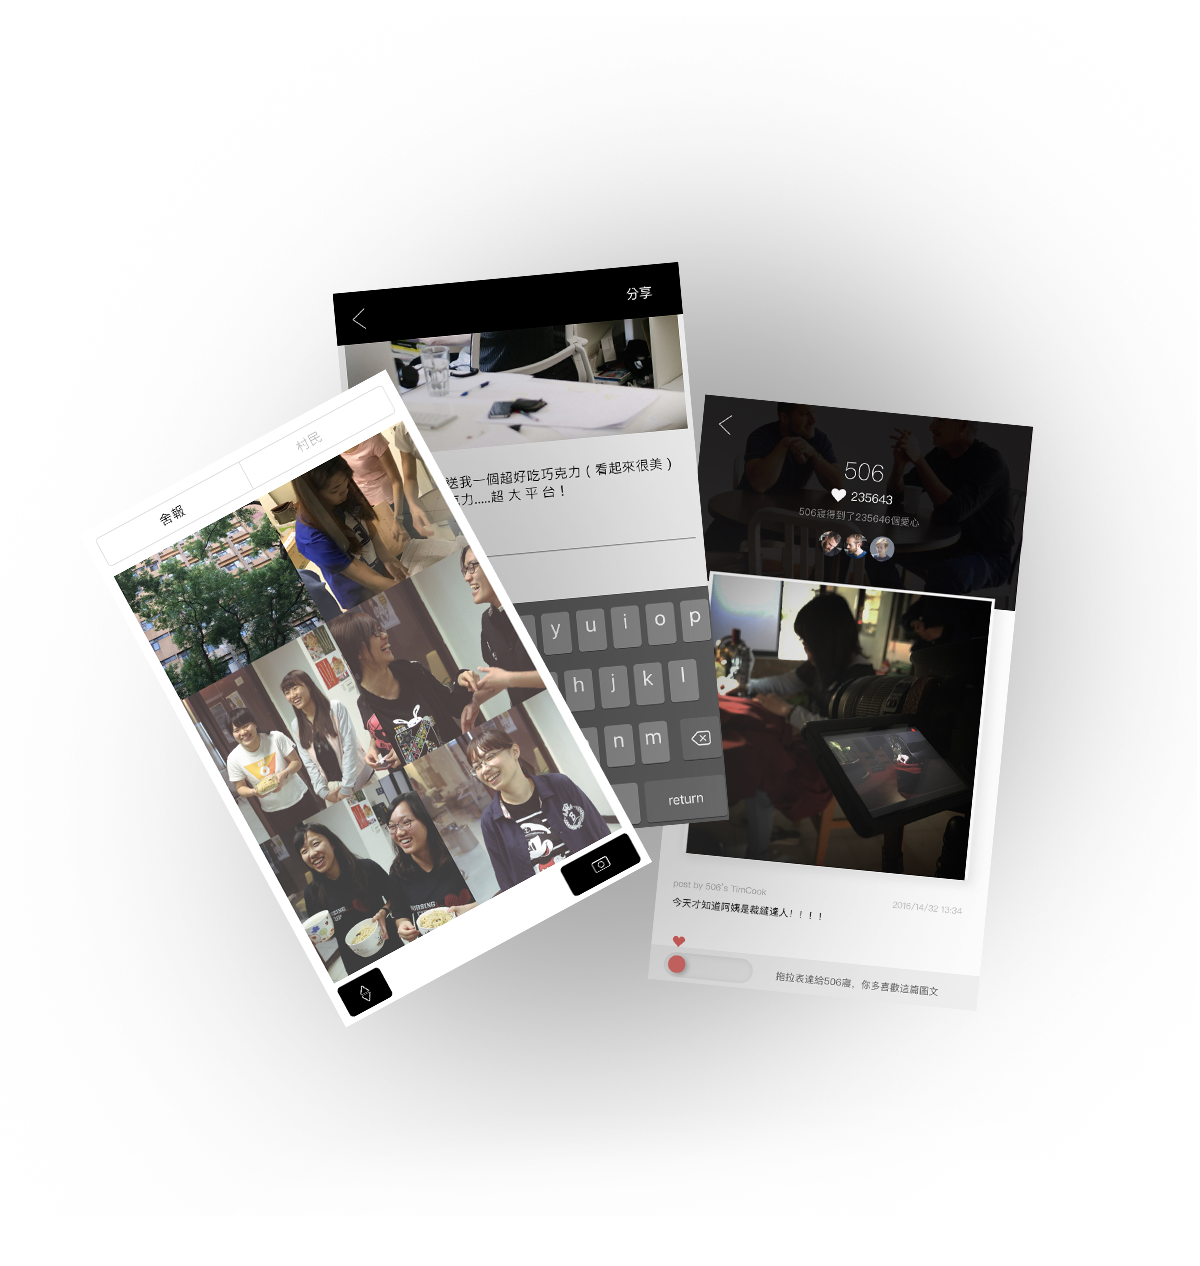 分享
送我一個超好吃巧克力(看起來很美)
克力.....超 大 平 台！
y u i o p
h j k l
n m
return
舍報
村民
506
235643
506寢得到了235646個愛心
post by 506's TimCook
2016/14/32 13:34
今天才知道阿姨是裁縫達人！！！！
拖拉表達給506寢，你多喜歡這篇圖文